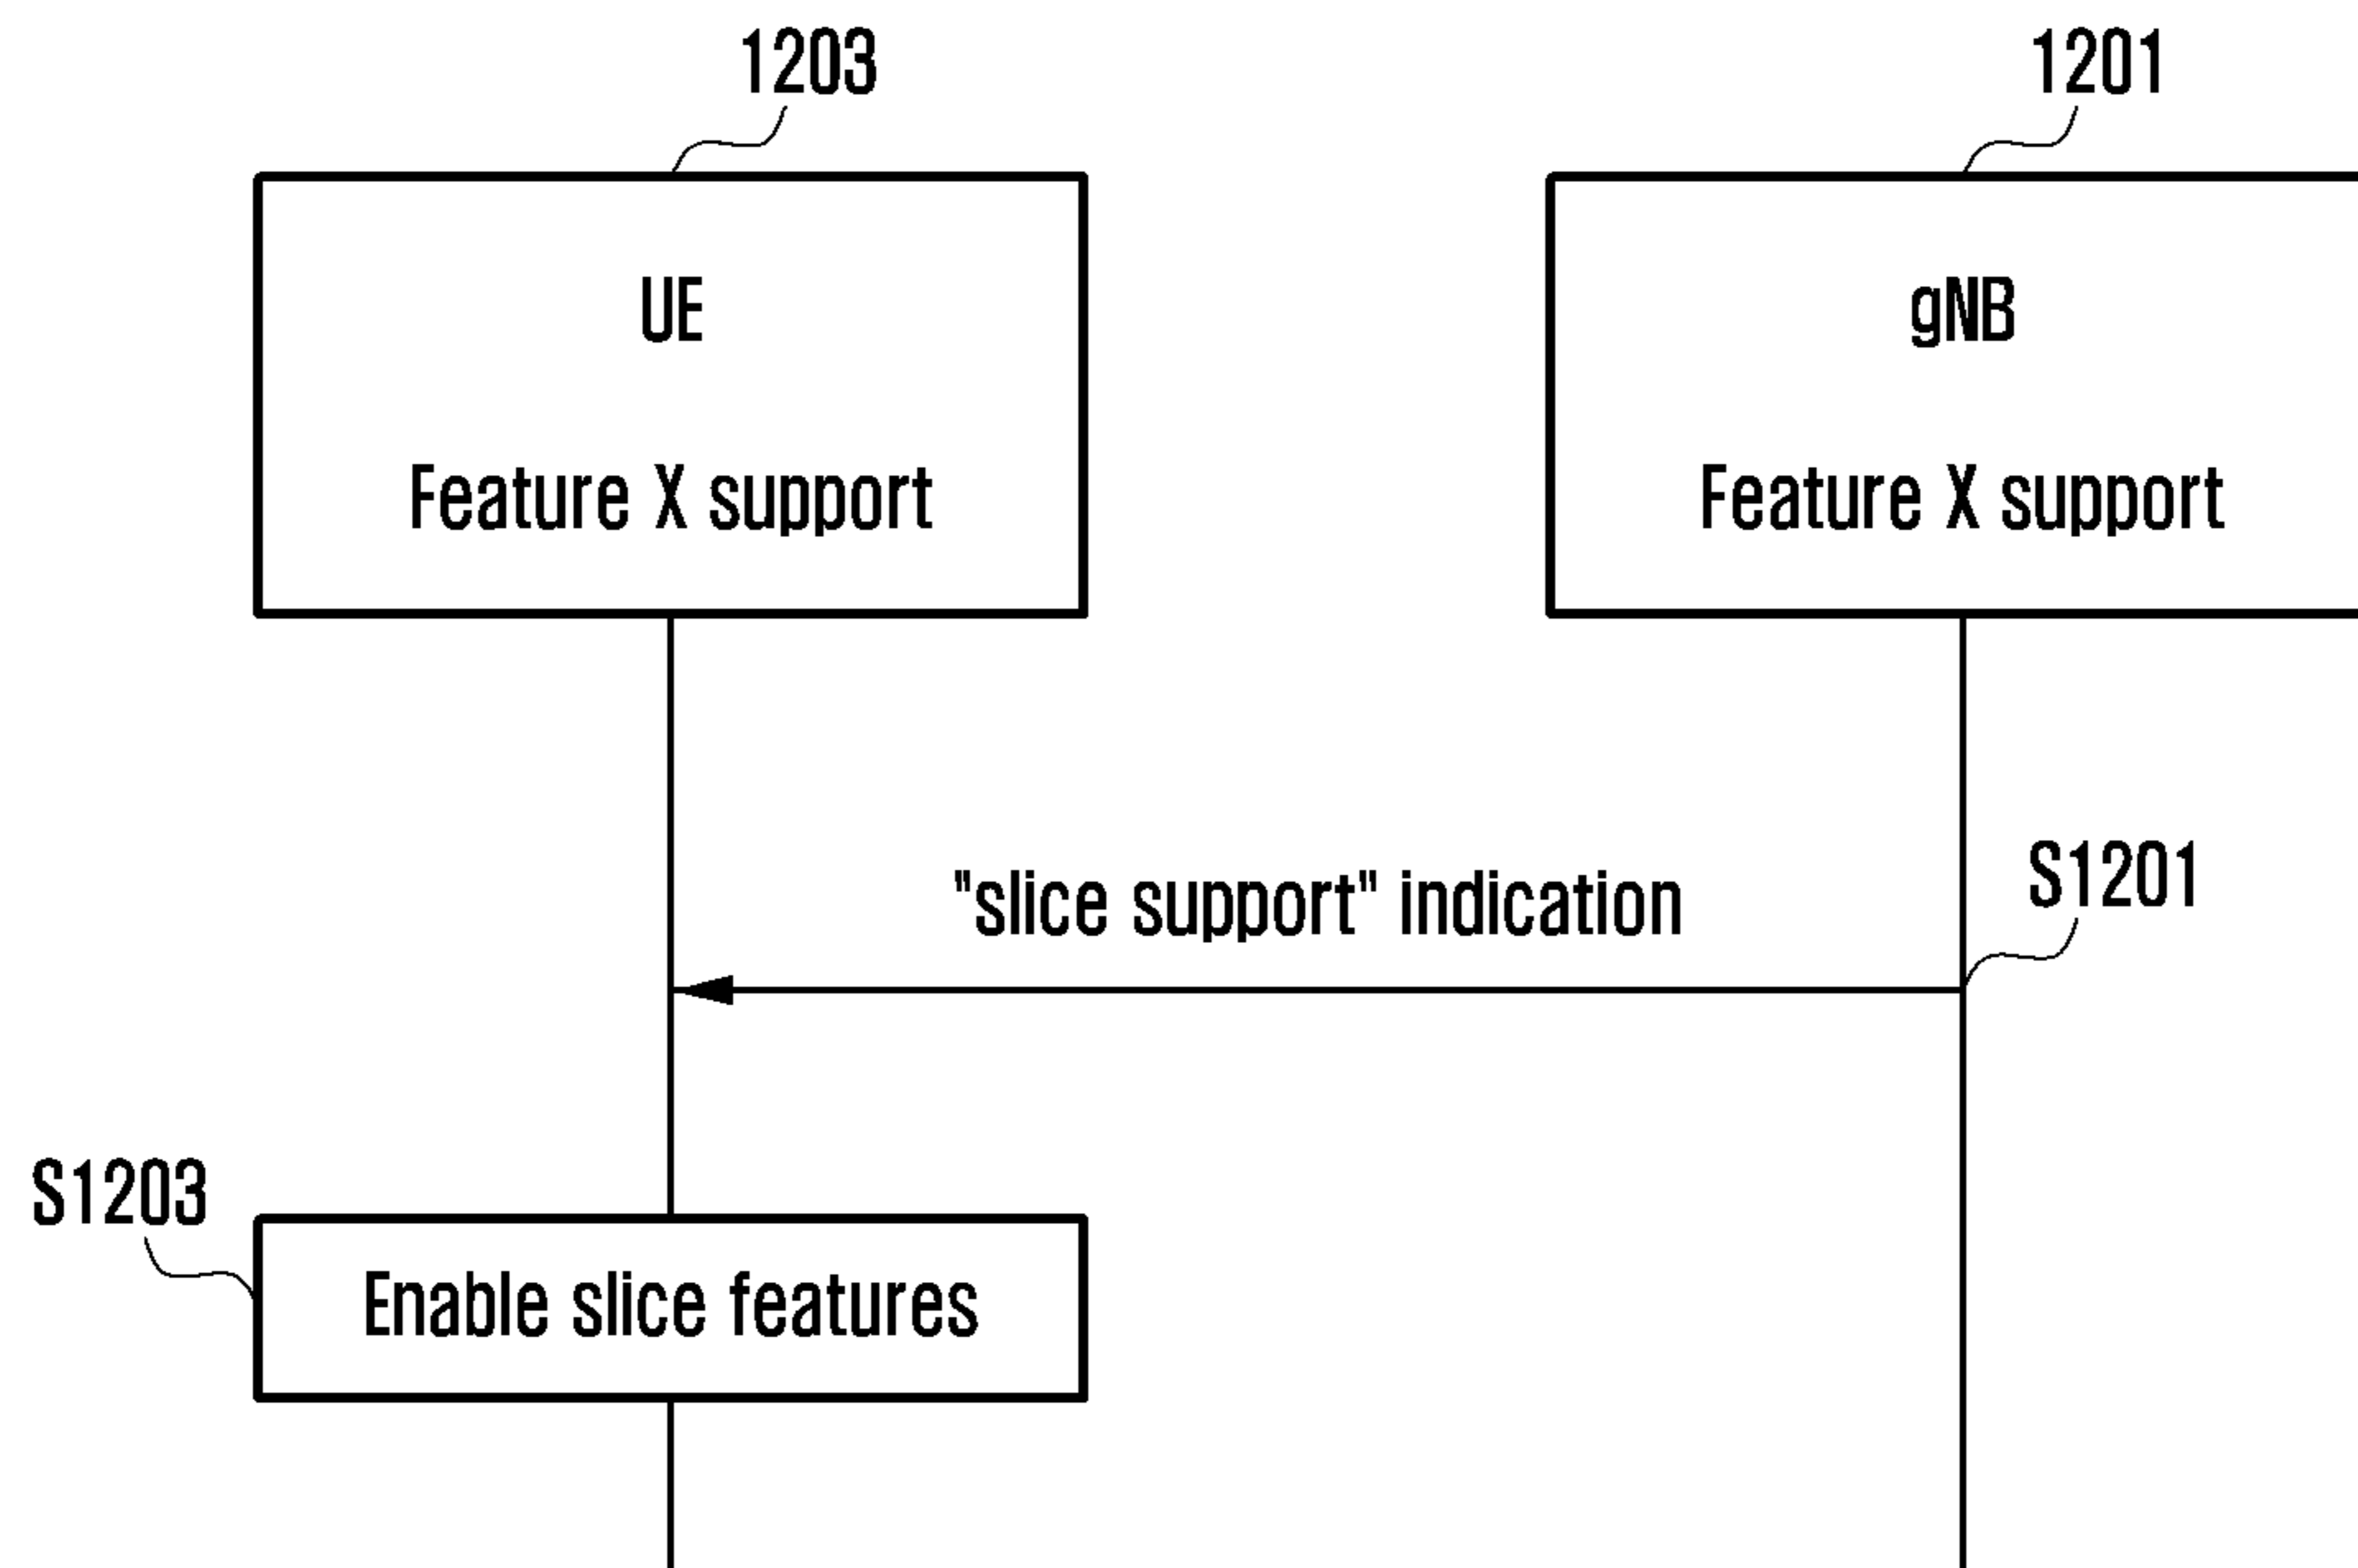 1203
1201
UE
gNB
Feature X support
Feature X support
"slice support" indication
S1201
S1203
Enable slice features